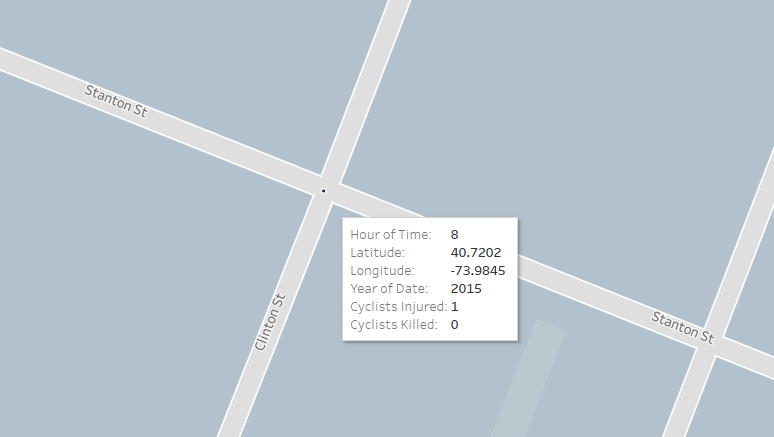 Stanton St
Hour of Time: 8
Latitude: 40.7202
Longitude: -73.9845
Year of Date: 2015
Cyclists Injured: 1
Cyclists Killed: 0
Clinton St
Stanton St